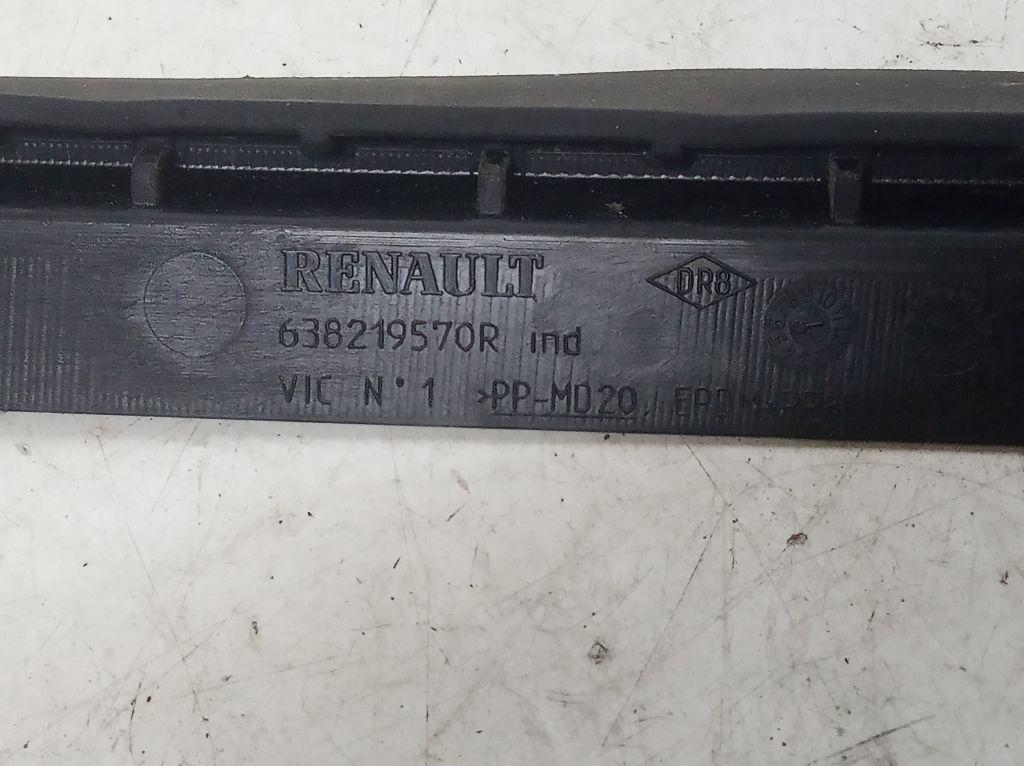 RENAULT
DR8
638219570R ind
VIC N°1 >PP-MD20